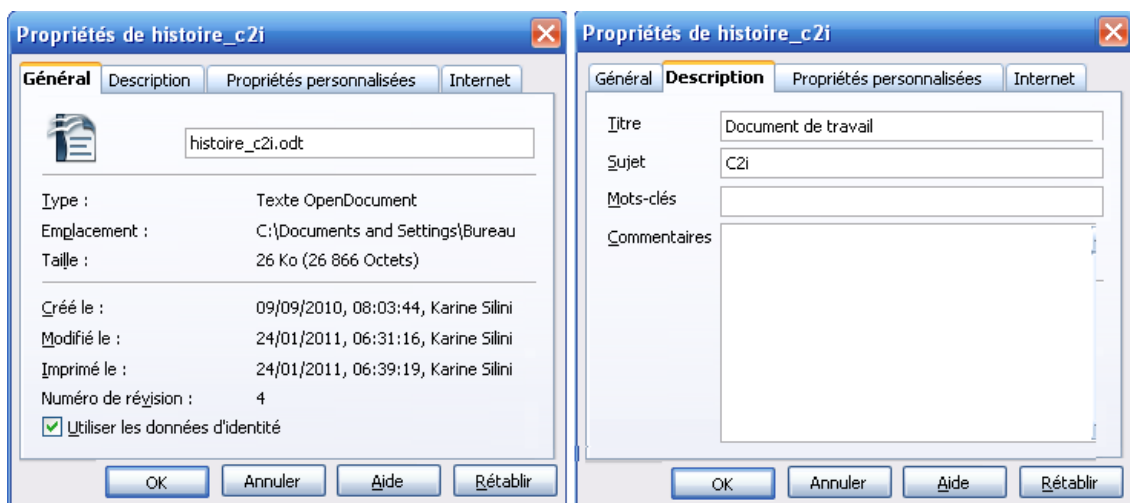 Propriétés de histoire_c2i
Général Description Propriétés personnalisées Internet
histoire_c2i.odt
Type : Texte OpenDocument
Emplacement : C:\Documents and Settings\Bureau
Taille : 26 Ko (26 866 Octets)
Créé le : 09/09/2010, 08:03:44, Karine Silini
Modifié le : 24/01/2011, 06:31:16, Karine Silini
Imprimé le : 24/01/2011, 06:39:19, Karine Silini
Numéro de révision : 4
Utiliser les données d'identité
OK Annuler Aide Rétablir
Propriétés de histoire_c2i
Général Description Propriétés personnalisées Internet
Titre Document de travail
Sujet C2i
Mots-clés
Commentaires
OK Annuler Aide Rétablir